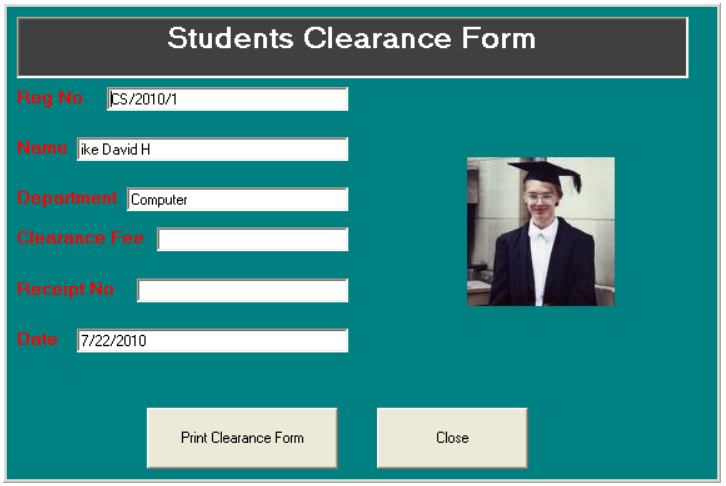 Students Clearance Form
Reg No CS/2010/1
Name ike David H
Department Computer
Clearance Fee
Receipt No
Date 7/22/2010
Print Clearance Form Close